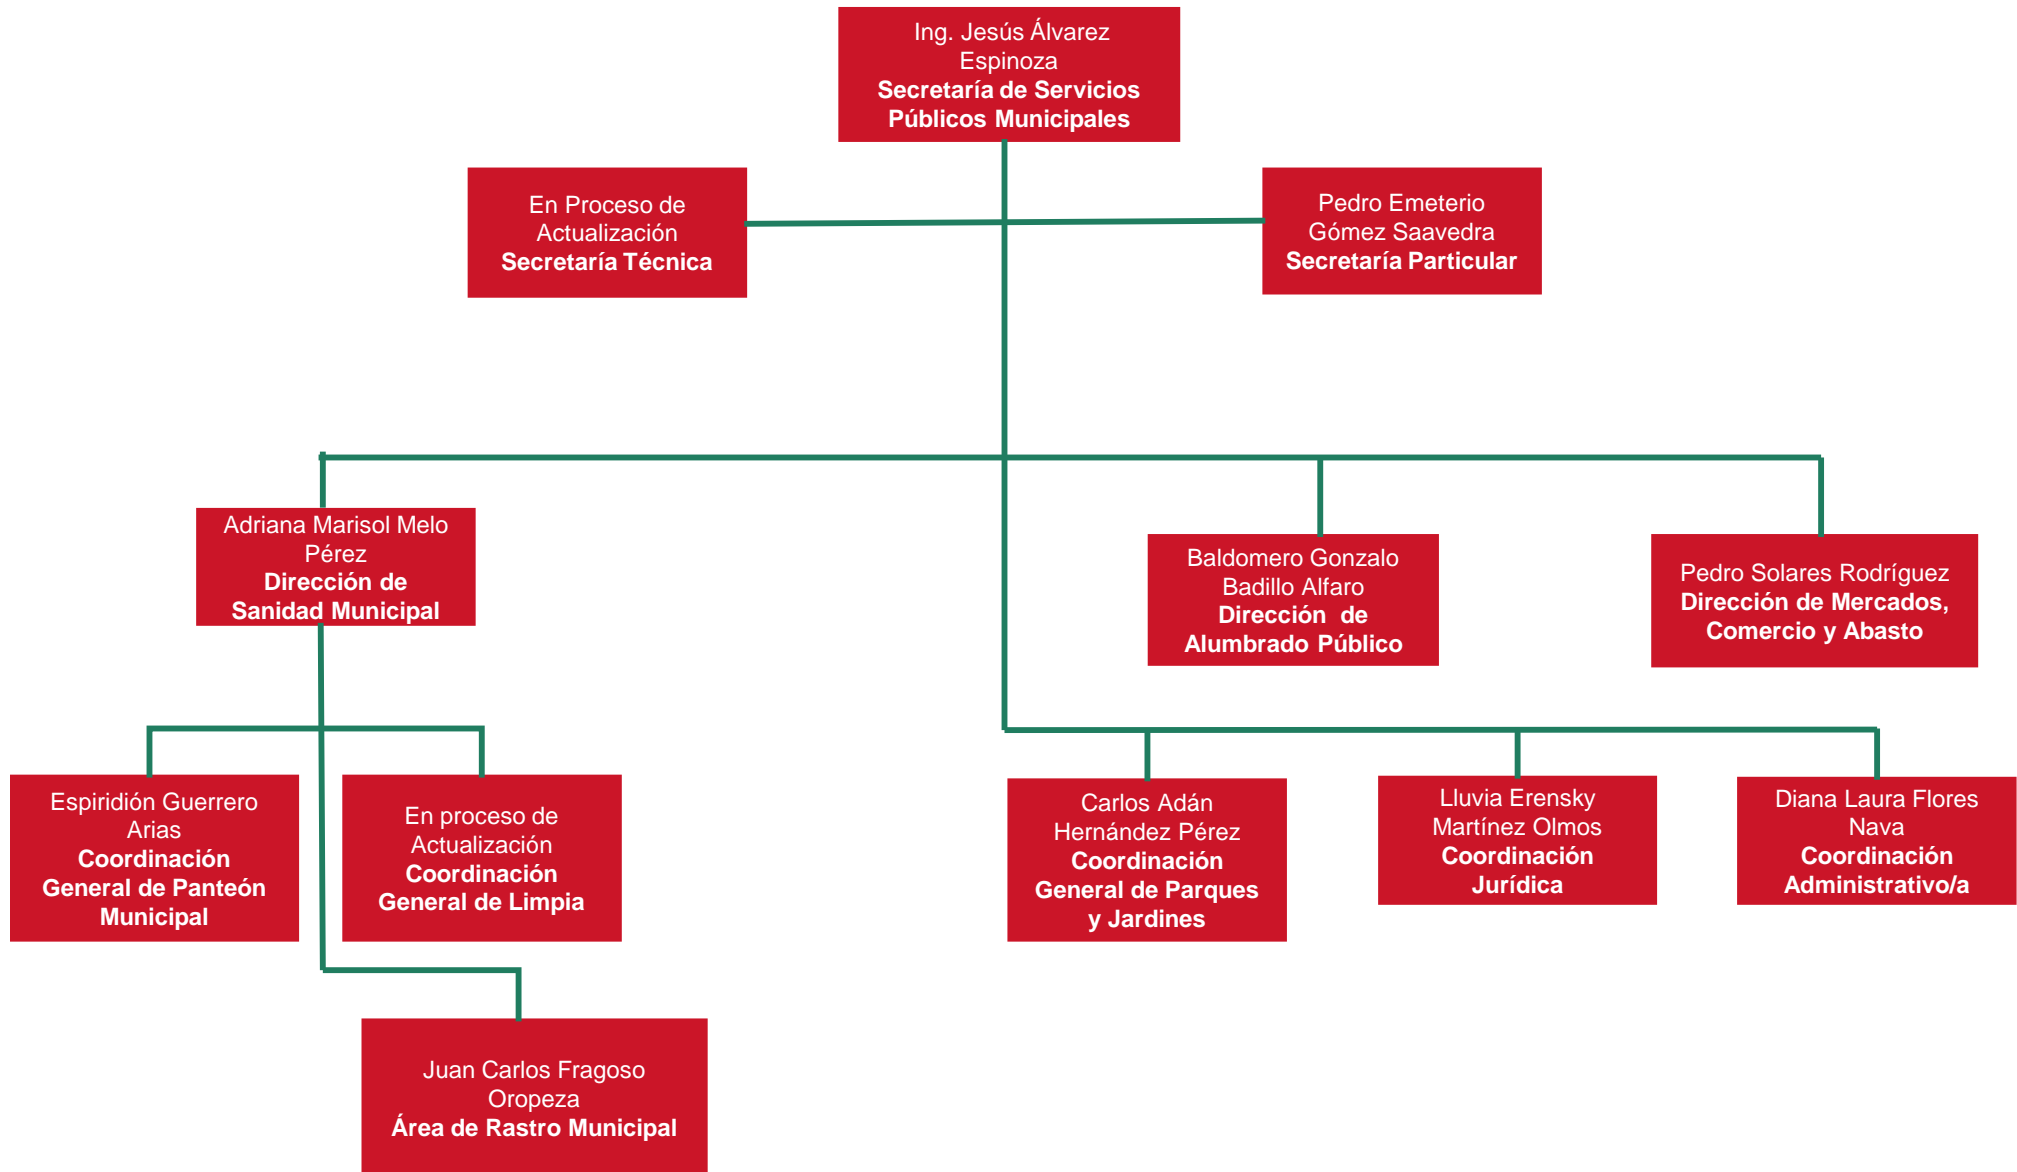 Ing. Jesús Álvarez
Espinoza
Secretaría de Servicios
Públicos Municipales
En Proceso de
Actualización
Secretaría Técnica
Pedro Emeterio
Gómez Saavedra
Secretaría Particular
Adriana Marisol Melo
Pérez
Dirección de
Sanidad Municipal
Baldomero Gonzalo
Badillo Alfaro
Dirección de
Alumbrado Público
Pedro Solares Rodríguez
Dirección de Mercados,
Comercio y Abasto
Espiridión Guerrero
Arias
Coordinación
General de Panteón
Municipal
En proceso de
Actualización
Coordinación
General de Limpia
Carlos Adán
Hernández Pérez
Coordinación
General de Parques
y Jardines
Lluvia Erensky
Martínez Olmos
Coordinación
Jurídica
Diana Laura Flores
Nava
Coordinación
Administrativo/a
Juan Carlos Fragoso
Oropeza
Área de Rastro Municipal